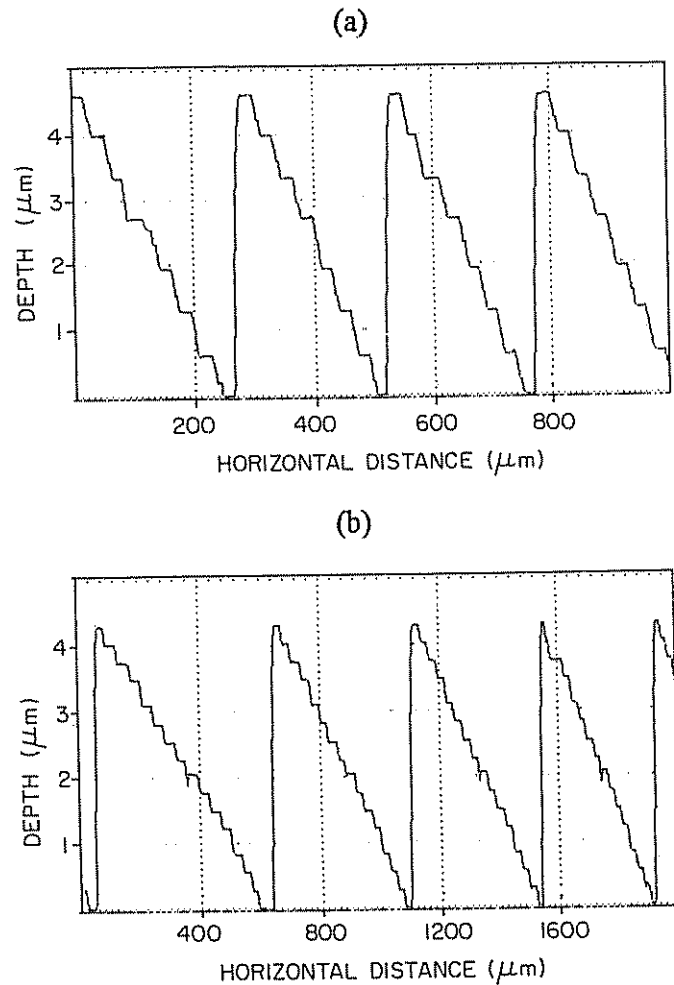 (a)
4
3
2
1
DEPTH (μm)
200 400 600 800
HORIZONTAL DISTANCE (μm)
(b)
4
3
2
1
DEPTH (μm)
400 800 1200 1600
HORIZONTAL DISTANCE (μm)